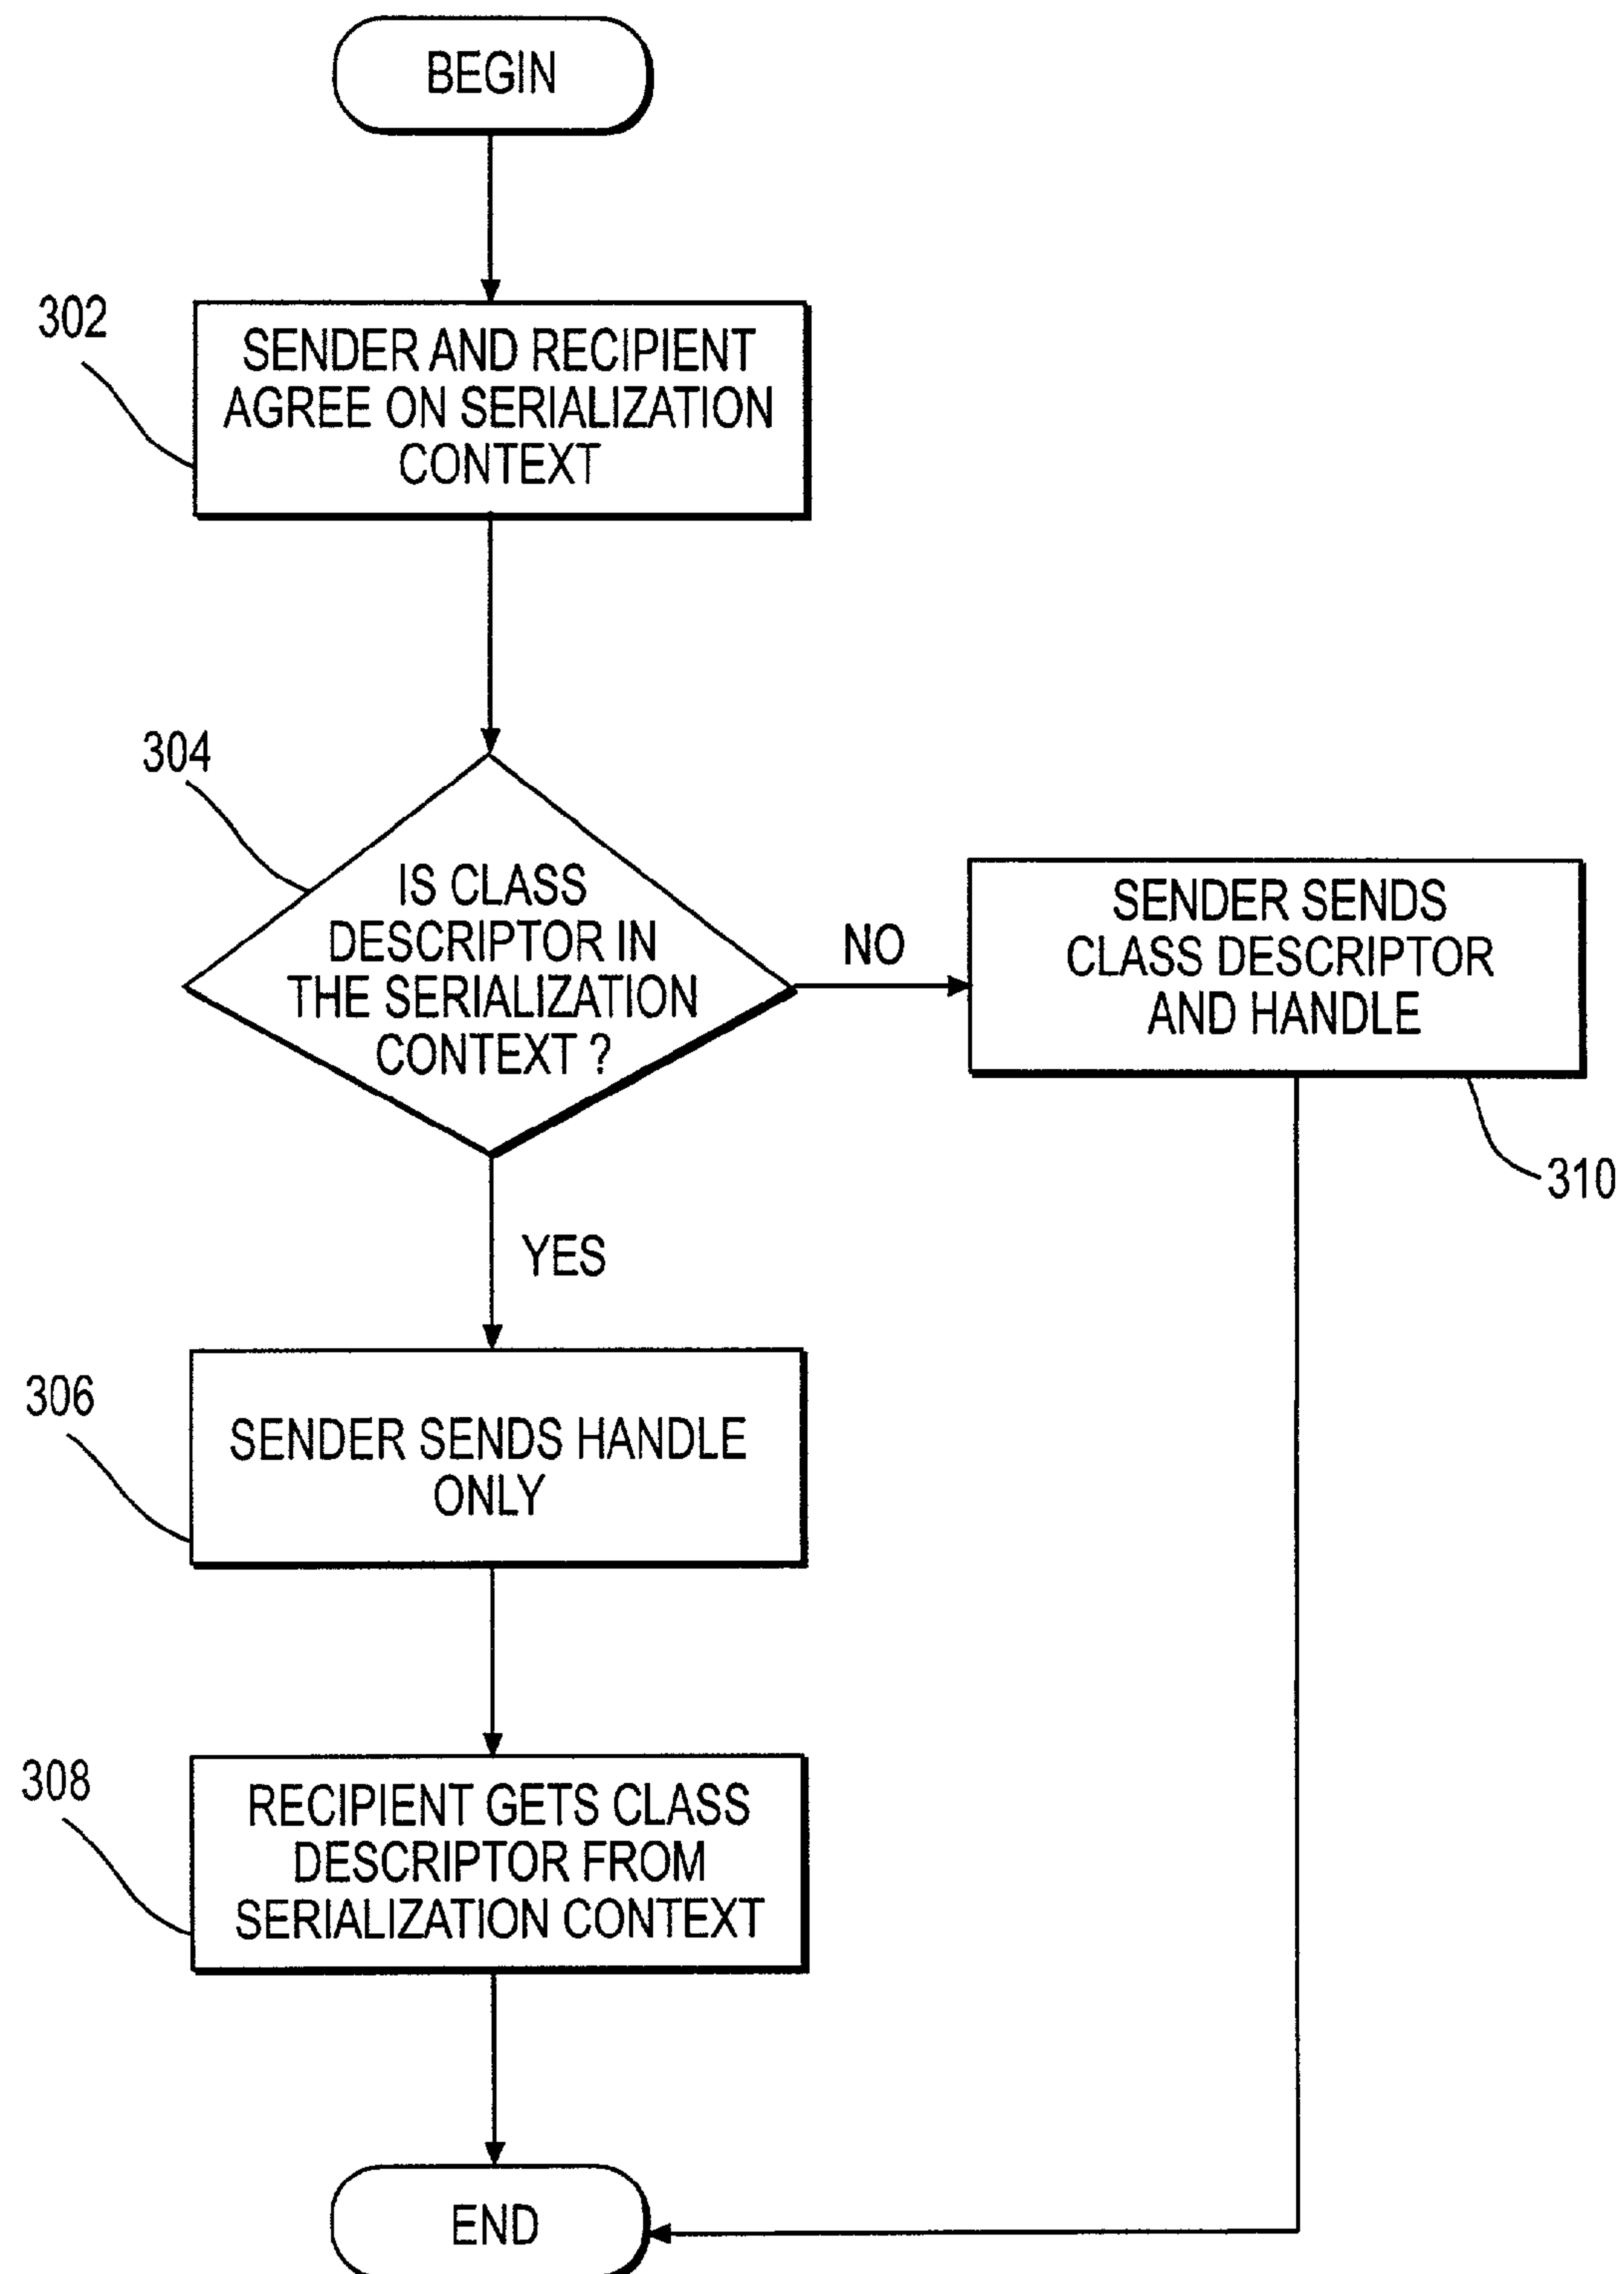 BEGIN
302
SENDER AND RECIPIENT
AGREE ON SERIALIZATION
CONTEXT
304
IS CLASS
DESCRIPTOR IN
THE SERIALIZATION
CONTEXT ?
NO
SENDER SENDS
CLASS DESCRIPTOR
AND HANDLE
310
YES
306
SENDER SENDS HANDLE
ONLY
308
RECIPIENT GETS CLASS
DESCRIPTOR FROM
SERIALIZATION CONTEXT
END